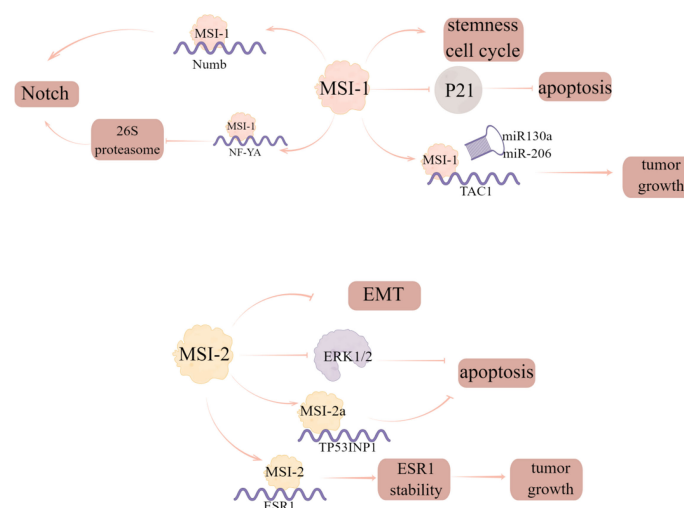 stemness
cell cycle
MSI-1
Numb
MSI-1
P21
apoptosis
Notch
26S
proteasome
MSI-1
NF-YA
miR130a
miR-206
MSI-1
TAC1
tumor
growth
EMT
MSI-2
ERK1/2
apoptosis
MSI-2a
TP53INP1
MSI-2
ESR1
ESR1
stability
tumor
growth